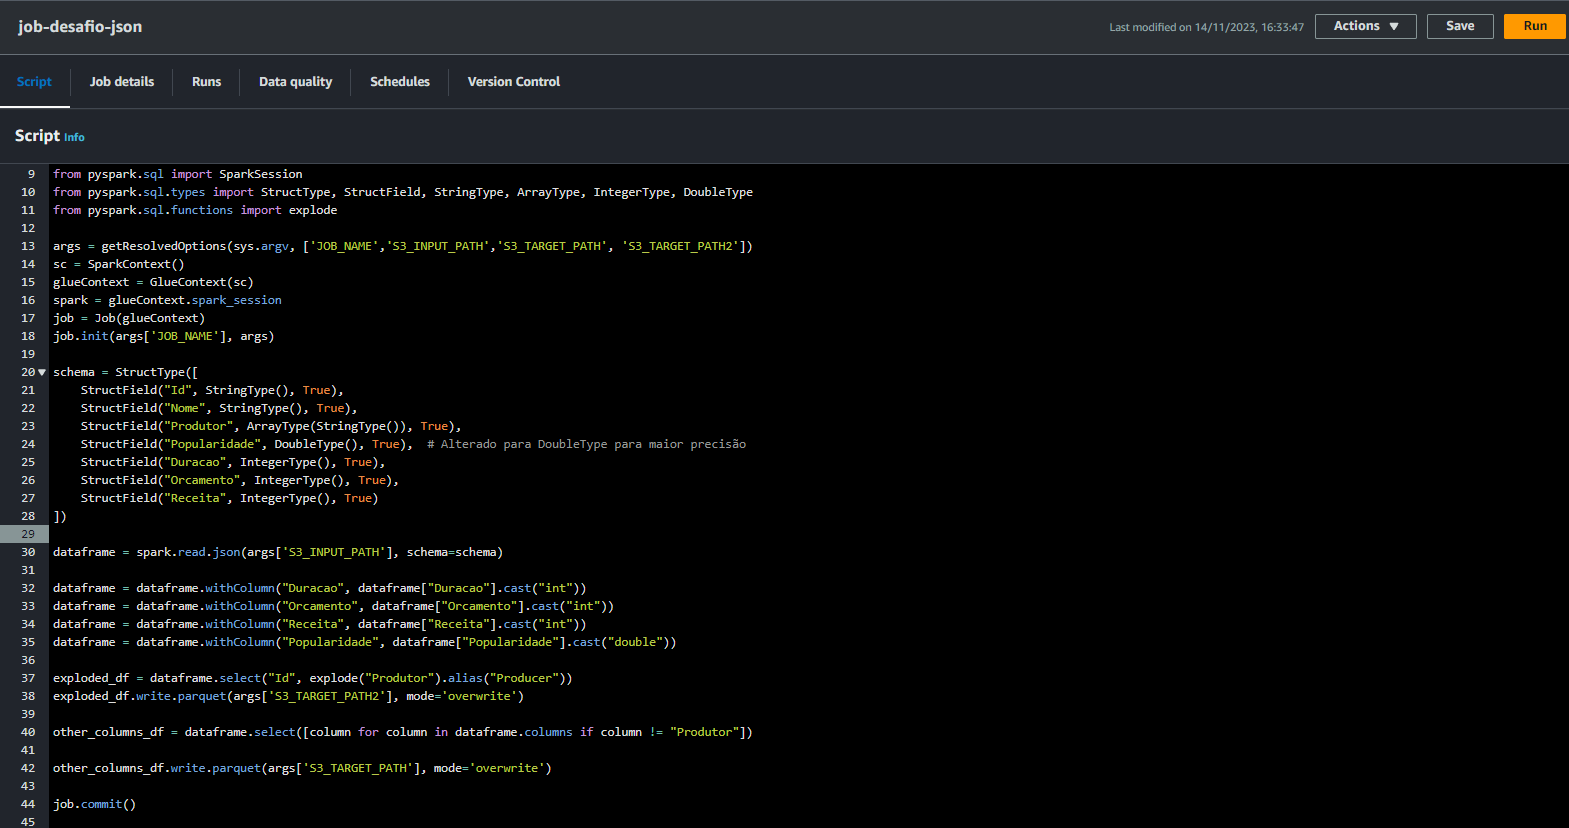 job-desafio-json
Last modified on 14/11/2023, 16:33:47
Actions ▼
Save
Run
Script
Job details
Runs
Data quality
Schedules
Version Control
Script Info
9 from pyspark.sql import SparkSession
10 from pyspark.sql.types import StructType, StructField, StringType, ArrayType, IntegerType, DoubleType
11 from pyspark.sql.functions import explode
12
13 args = getResolvedOptions(sys.argv, ['JOB_NAME','S3_INPUT_PATH','S3_TARGET_PATH', 'S3_TARGET_PATH2'])
14 sc = SparkContext()
15 glueContext = GlueContext(sc)
16 spark = glueContext.spark_session
17 job = Job(glueContext)
18 job.init(args['JOB_NAME'], args)
19
20 schema = StructType([
21     StructField("Id", StringType(), True),
22     StructField("Nome", StringType(), True),
23     StructField("Produtor", ArrayType(StringType()), True),
24     StructField("Popularidade", DoubleType(), True),  # Alterado para DoubleType para maior precisão
25     StructField("Duracao", IntegerType(), True),
26     StructField("Orcamento", IntegerType(), True),
27     StructField("Receita", IntegerType(), True)
28 ])
29
30 dataframe = spark.read.json(args['S3_INPUT_PATH'], schema=schema)
31
32 dataframe = dataframe.withColumn("Duracao", dataframe["Duracao"].cast("int"))
33 dataframe = dataframe.withColumn("Orcamento", dataframe["Orcamento"].cast("int"))
34 dataframe = dataframe.withColumn("Receita", dataframe["Receita"].cast("int"))
35 dataframe = dataframe.withColumn("Popularidade", dataframe["Popularidade"].cast("double"))
36
37 exploded_df = dataframe.select("Id", explode("Produtor").alias("Producer"))
38 exploded_df.write.parquet(args['S3_TARGET_PATH2'], mode='overwrite')
39
40 other_columns_df = dataframe.select([column for column in dataframe.columns if column != "Produtor"])
41
42 other_columns_df.write.parquet(args['S3_TARGET_PATH'], mode='overwrite')
43
44 job.commit()
45